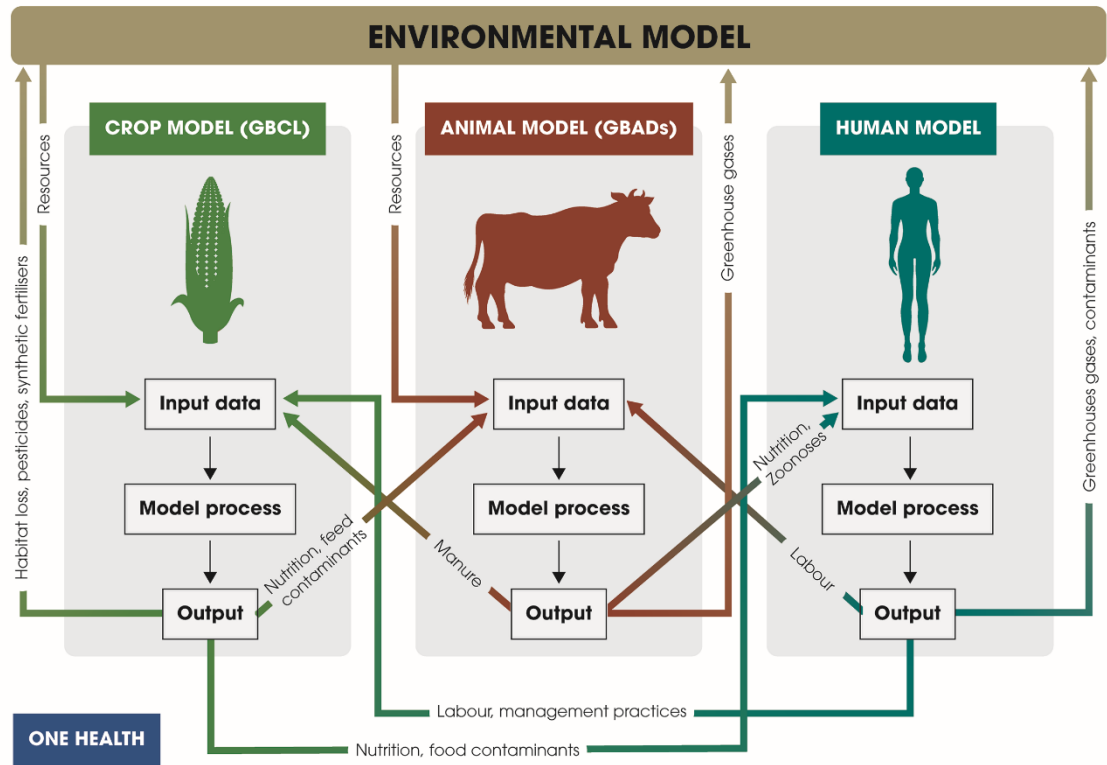 ENVIRONMENTAL MODEL
CROP MODEL (GBCL)
ANIMAL MODEL (GBADs)
HUMAN MODEL
Resources
Resources
Greenhouse gases
Greenhouses gases, contaminants
Habitat loss, pesticides, synthetic fertilisers
Input data
Input data
Input data
Nutrition,
Zoonoses
Model process
Model process
Model process
Nutrition, feed
contaminants
Manure
Labour
Output
Output
Output
Labour, management practices
ONE HEALTH
Nutrition, food contaminants